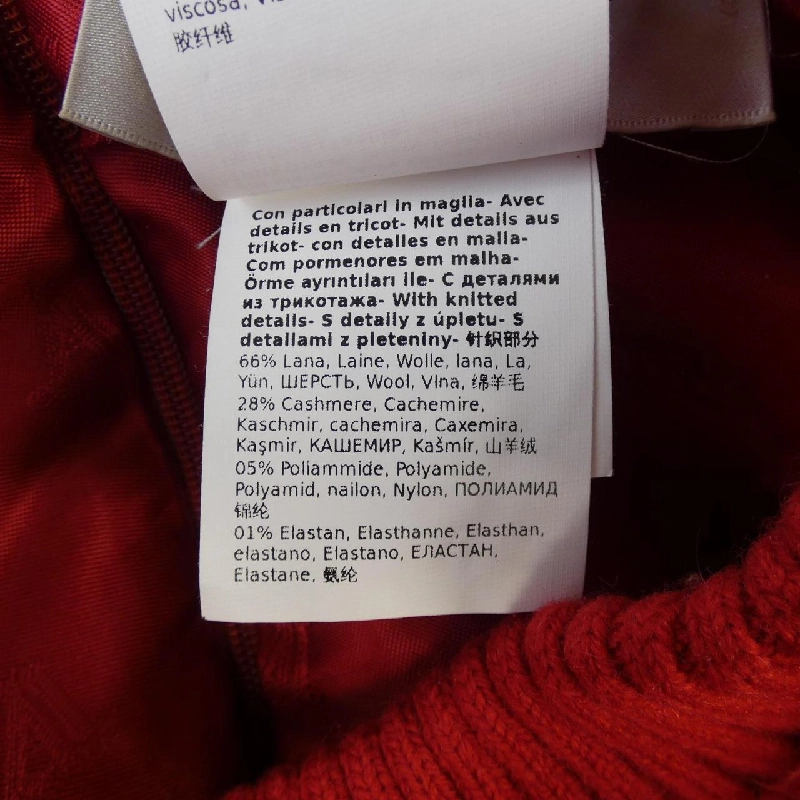 viscosa,
胶纤维
Con particolari in maglia- Avec
details en tricot- Mit details aus
trikot- con detalles en malla-
Com pormenores em malha-
Örme ayrıntıları ile- С деталями
из трикотажа- With knitted
details- S detaily z úpletu- S
detailami z pleteniny- 针织部分
66% Lana, Laine, Wolle, lana, La,
Yün, ШЕРСТЬ, Wool, Vlna, 绵羊毛
28% Cashmere, Cachemire,
Kaschmir, cachemira, Caxemira,
Kaşmir, КАШЕМИР, Kašmír, 山羊绒
05% Poliammide, Polyamide,
Polyamid, nailon, Nylon, ПОЛИАМИД
锦纶
01% Elastan, Elasthanne, Elasthan,
elastano, Elastano, ЕЛАСТАН,
Elastane, 氨纶